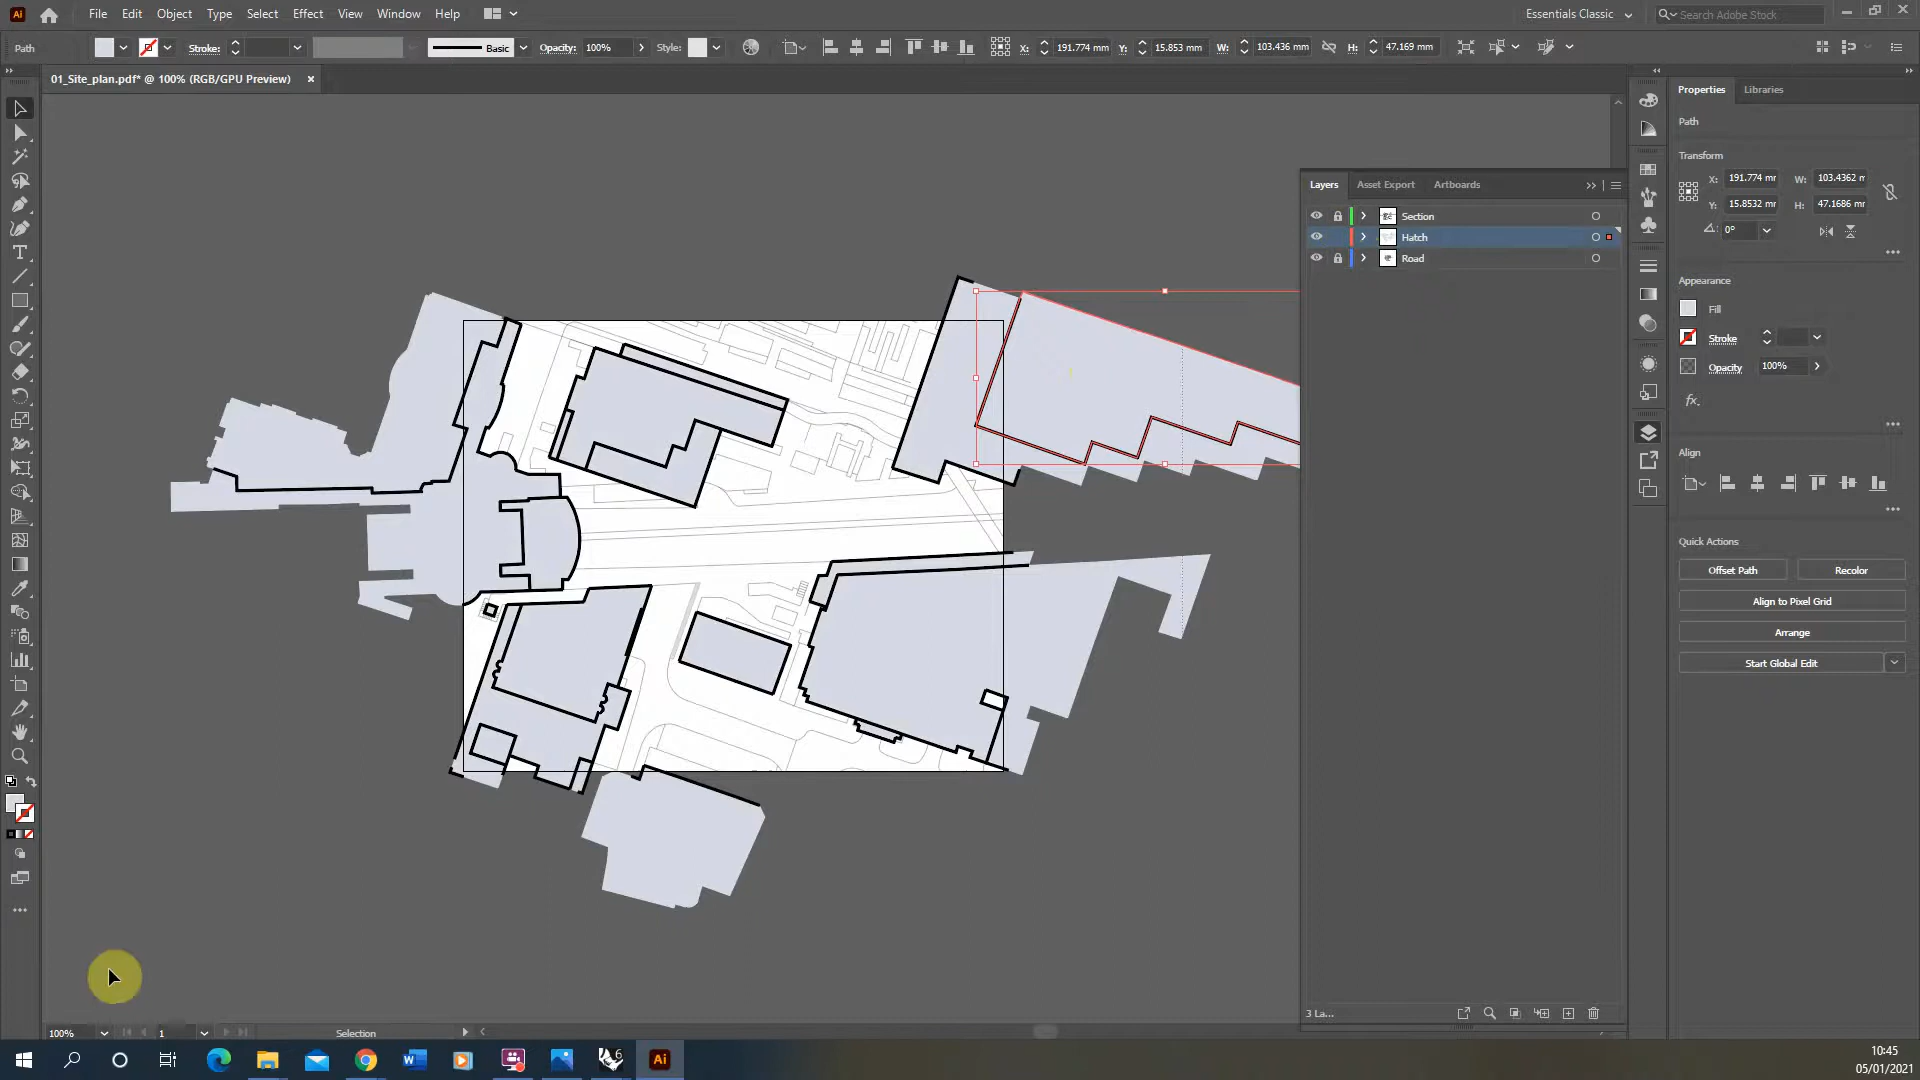 Ai File Edit Object Type Select Effect View Window Help Essentials Classic Search Adobe Stock
Path Stroke: Basic Opacity: 100% Style: X: 191.774 mm Y: 15.853 mm W: 103.436 mm H: 47.169 mm
01_Site_plan.pdf* @ 100% (RGB/GPU Preview) ×
Properties Libraries
Path
Transform
X: 191.774 mr W: 103.4362 r
Y: 15.8532 mr H: 47.1686 mr
0°
Appearance
Fill
Stroke
Opacity 100%
fx.
Align
Quick Actions
Offset Path Recolor
Align to Pixel Grid
Arrange
Start Global Edit
Layers Asset Export Artboards
Section
Hatch
Road
3 La...
100% 1 Selection
6 Ai
10:45
05/01/2021